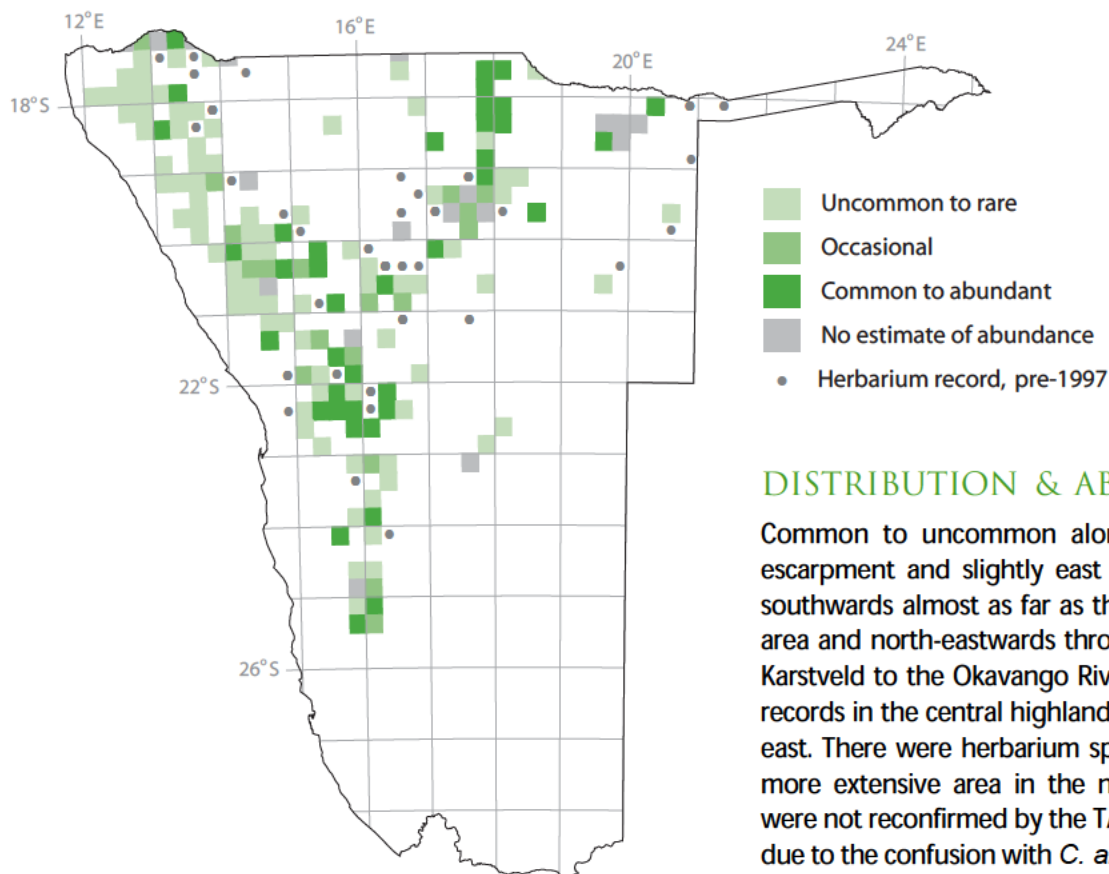 12°E
16°E
20°E
24°E
18°S
22°S
26°S
Uncommon to rare
Occasional
Common to abundant
No estimate of abundance
Herbarium record, pre-1997
DISTRIBUTION & AB
Common to uncommon alon
escarpment and slightly east
southwards almost as far as th
area and north-eastwards thro
Karstveld to the Okavango Riv
records in the central highland
east. There were herbarium sp
more extensive area in the n
were not reconfirmed by the TA
due to the confusion with C. a